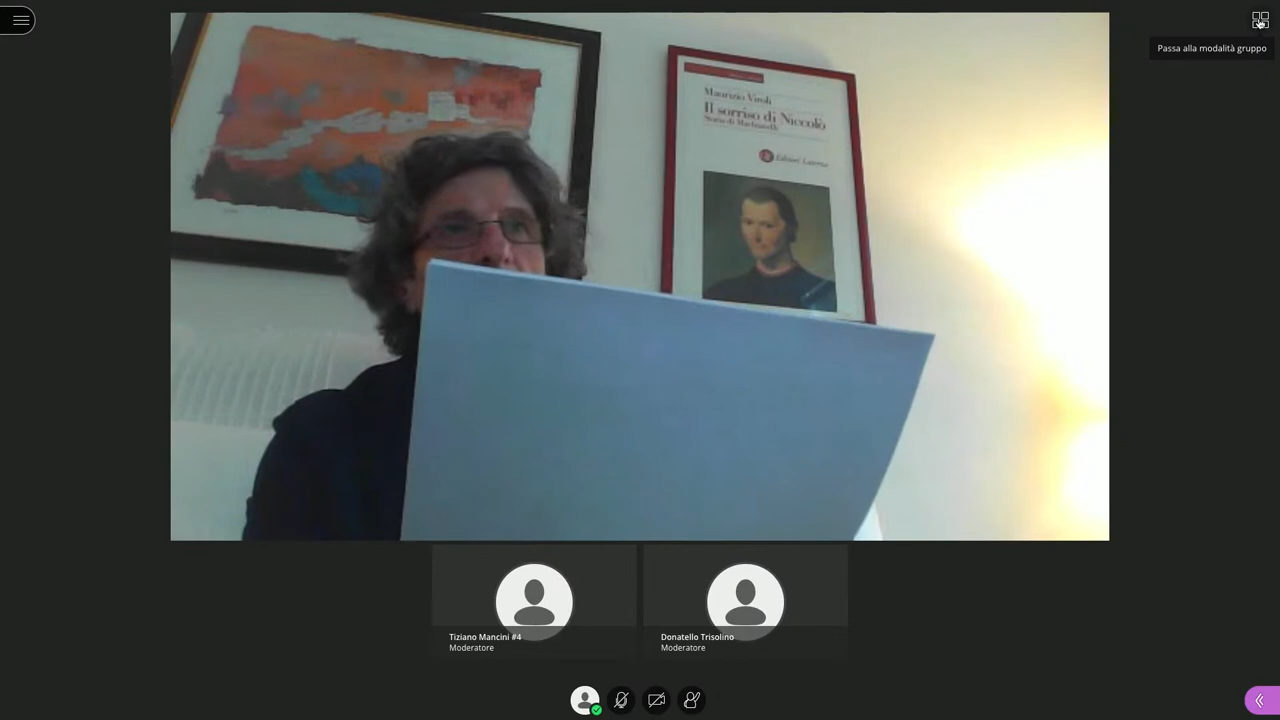 Passa alla modalità gruppo
Maurizio Viroli
Il sorriso di Niccolò
Storia di Machiavelli
Editori Laterza
Tiziano Mancini #4
Moderatore
Donatello Trisolino
Moderatore